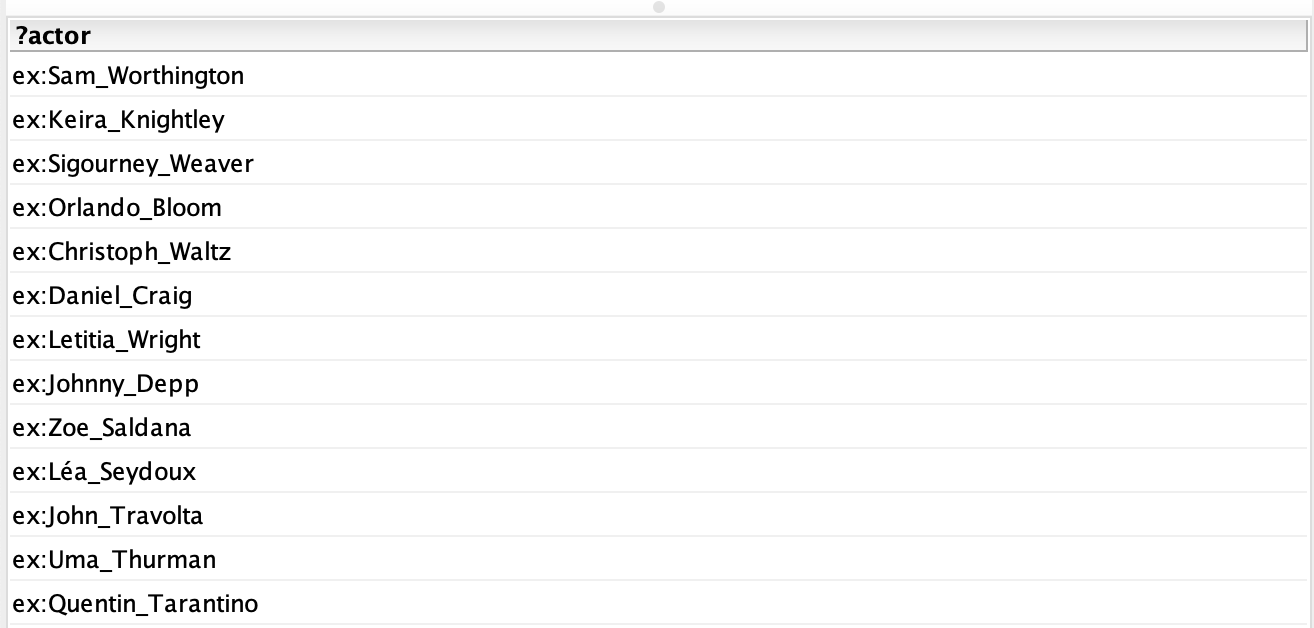 ?actor
ex:Sam_Worthington
ex:Keira_Knightley
ex:Sigourney_Weaver
ex:Orlando_Bloom
ex:Christoph_Waltz
ex:Daniel_Craig
ex:Letitia_Wright
ex:Johnny_Depp
ex:Zoe_Saldana
ex:Léa_Seydoux
ex:John_Travolta
ex:Uma_Thurman
ex:Quentin_Tarantino